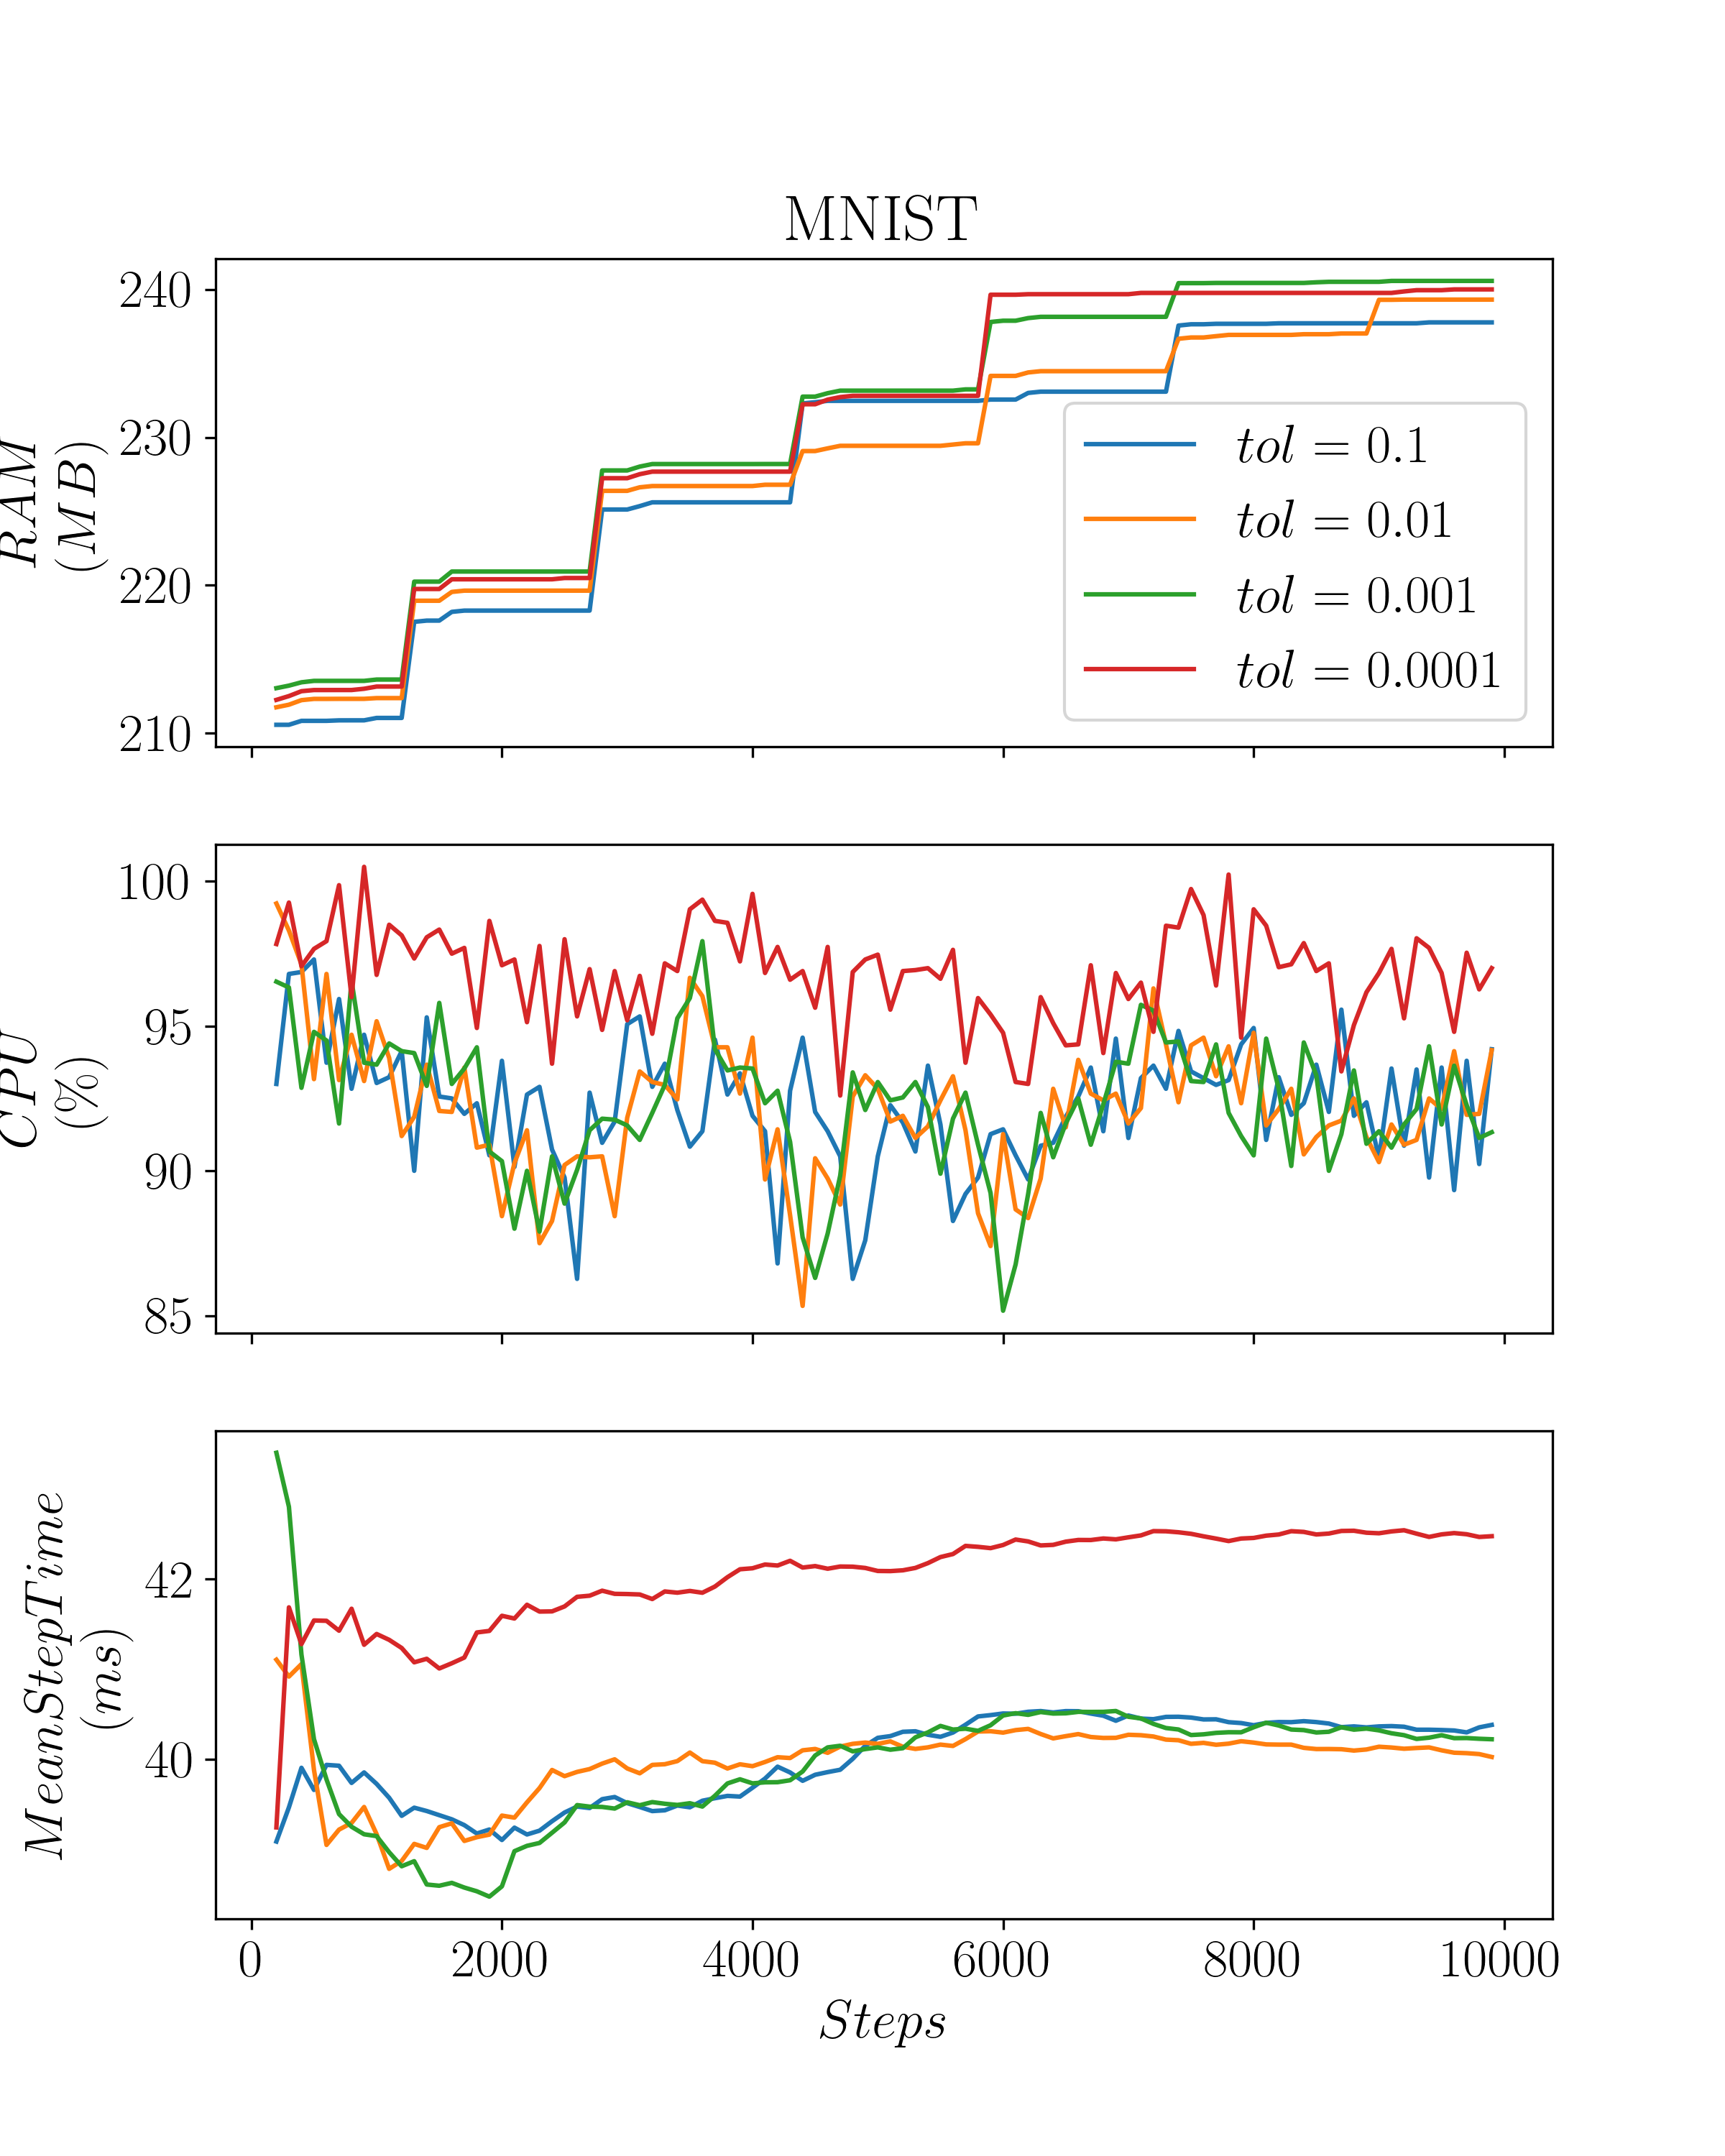 MNIST
RAM
(MB)
240
230
220
210
tol = 0.1
tol = 0.01
tol = 0.001
tol = 0.0001
CPU
(%)
100
95
90
85
MeanStepTime
(ms)
42
40
0 2000 4000 6000 8000 10000
Steps